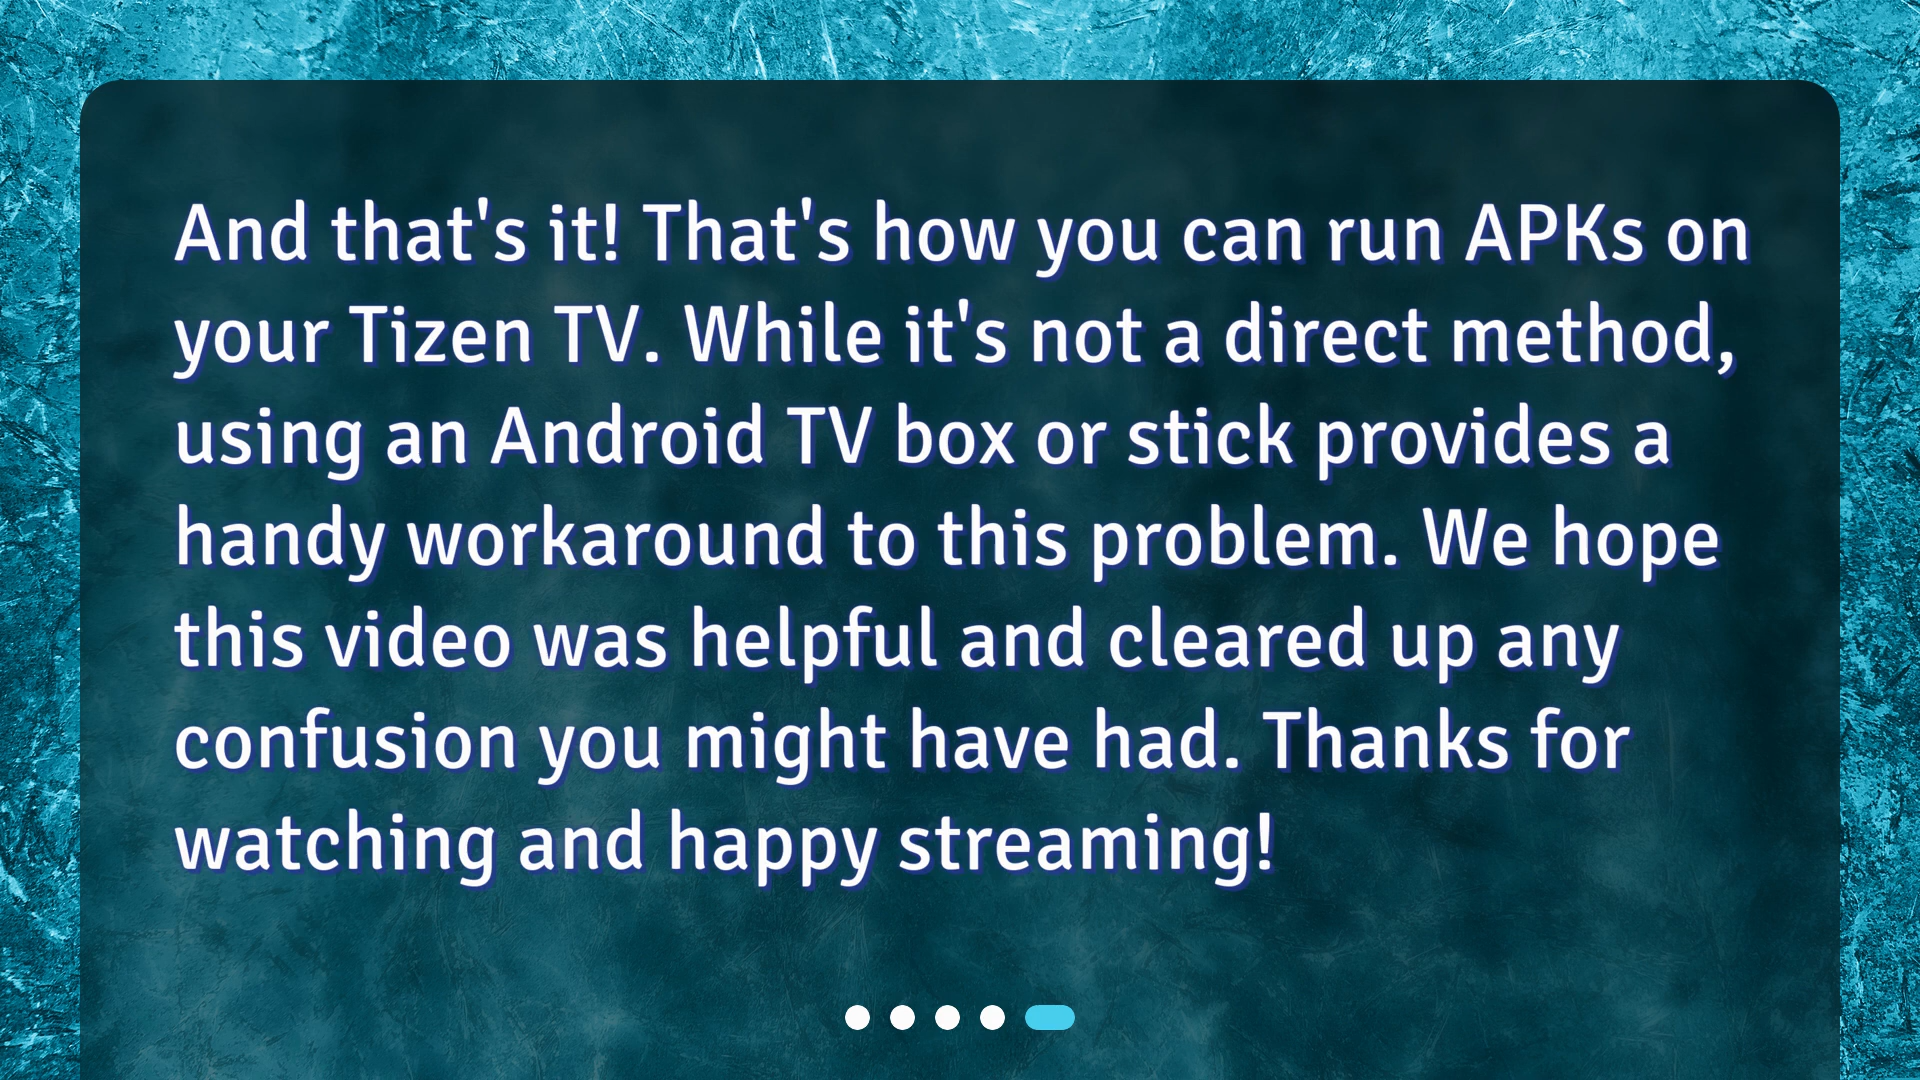 And that's it! That's how you can run APKs on
your Tizen TV. While it's not a direct method,
using an Android TV box or stick provides a
handy workaround to this problem. We hope
this video was helpful and cleared up any
confusion you might have had. Thanks for
watching and happy streaming!